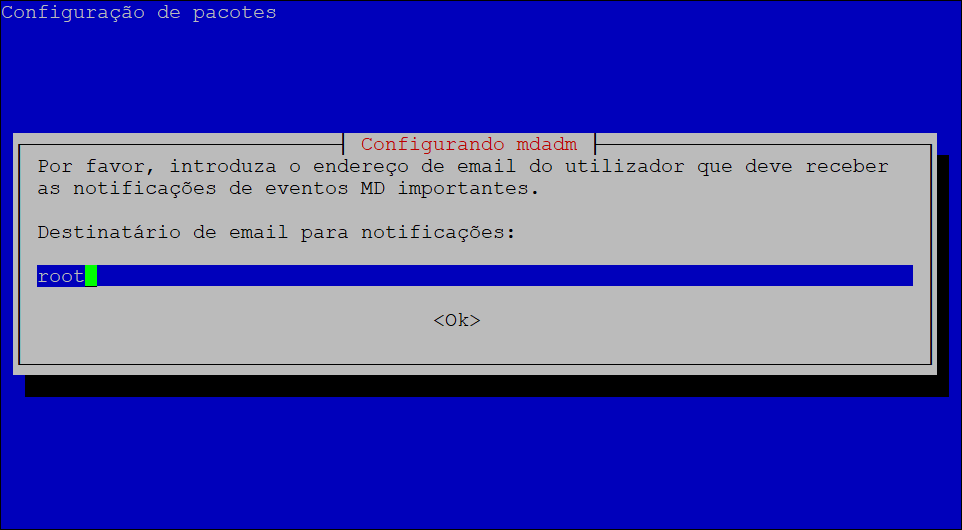 Configuração de pacotes
Configurando mdadm
Por favor, introduza o endereço de email do utilizador que deve receber
as notificações de eventos MD importantes.
Destinatário de email para notificações:
root
<Ok>